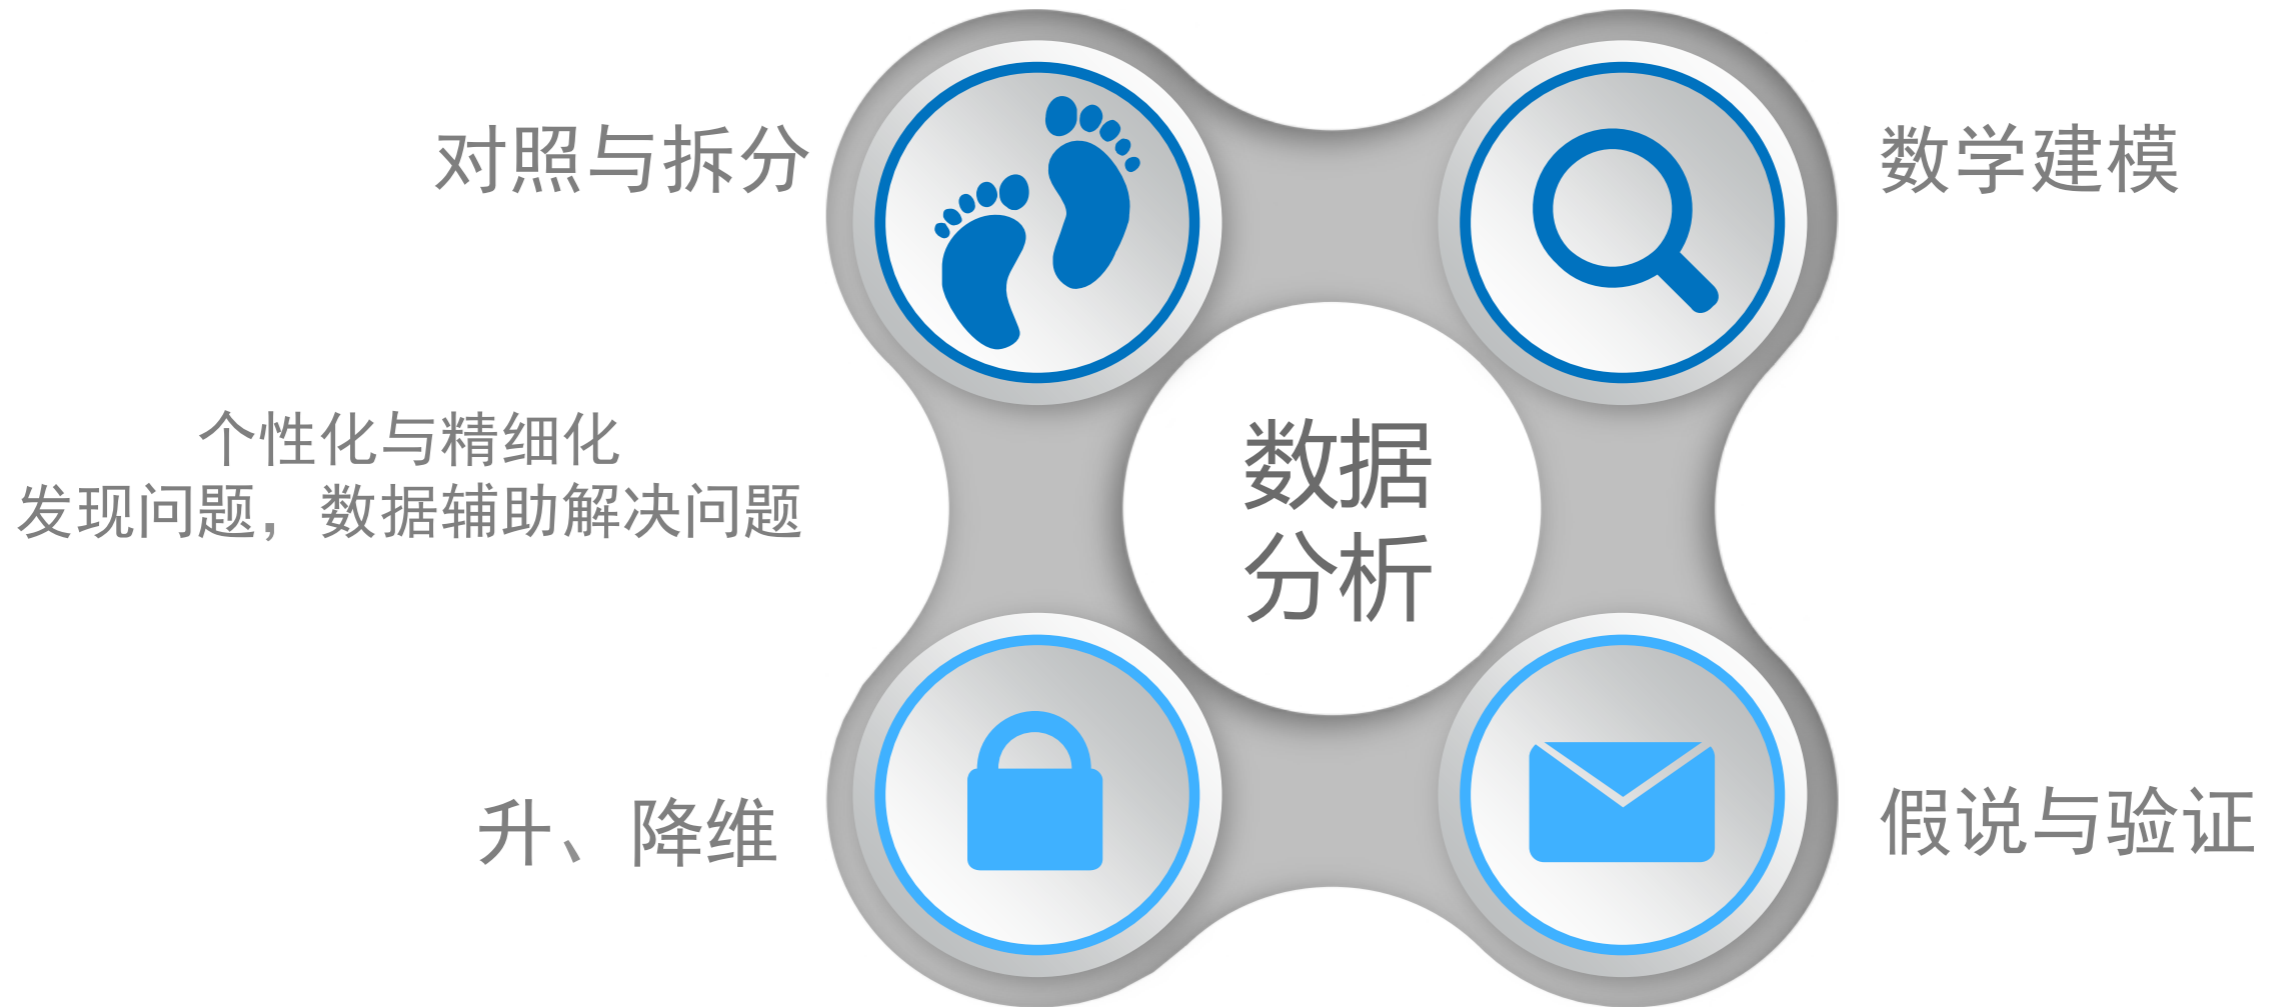 对照与拆分
数学建模
个性化与精细化
发现问题，数据辅助解决问题
数据
分析
升、降维
假说与验证